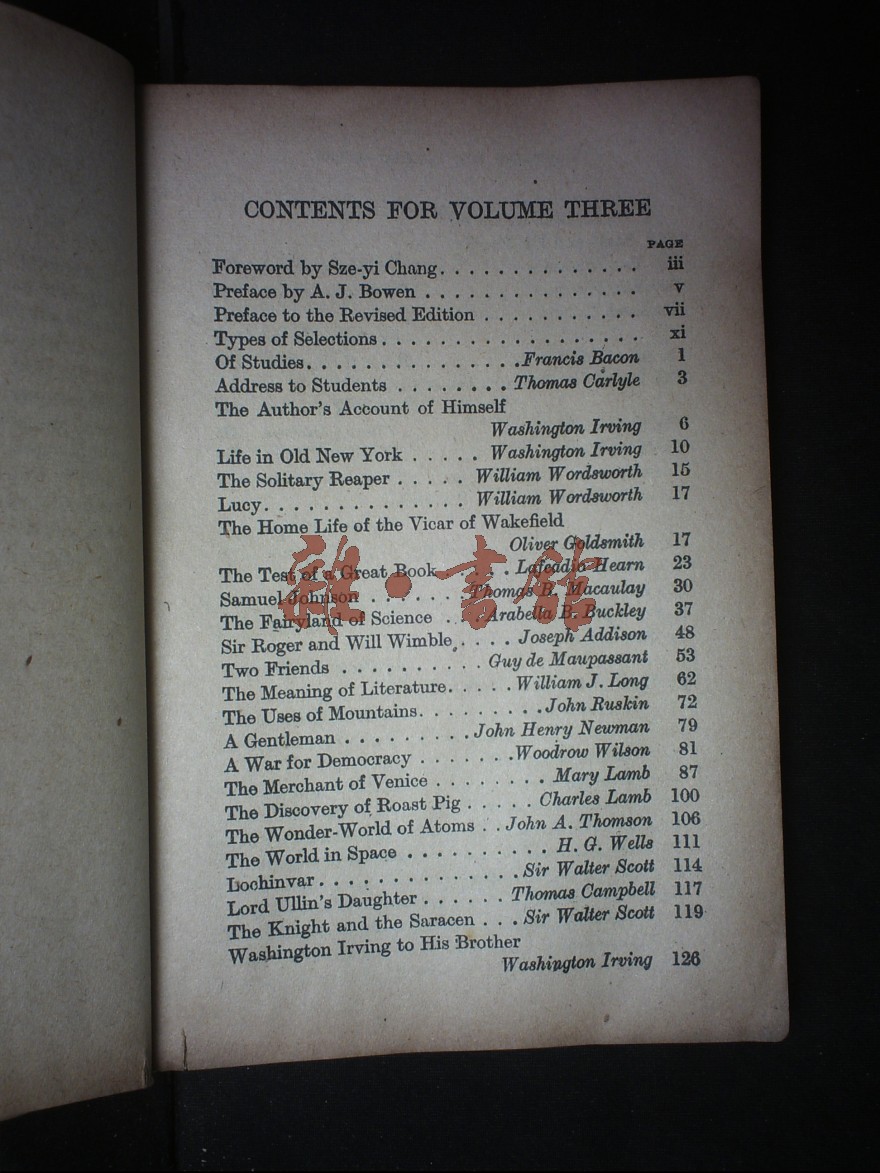 CONTENTS FOR VOLUME THREE
PAGE
Foreword by Sze-yi Chang. . . . . . . . . . . . . . iii
Preface by A. J. Bowen . . . . . . . . . . . . . . . v
Preface to the Revised Edition . . . . . . . . . . . vii
Types of Selections . . . . . . . . . . . . . . . . . . xi
Of Studies. . . . . . . . . . . . . . . .Francis Bacon 1
Address to Students . . . . . . . . Thomas Carlyle 3
The Author's Account of Himself
Washington Irving 6
Life in Old New York . . . . . Washington Irving 10
The Solitary Reaper . . . . . William Wordsworth 15
Lucy. . . . . . . . . . . . . . William Wordsworth 17
The Home Life of the Vicar of Wakefield
Oliver Goldsmith 17
The Test of a Great Book . . . . Lafcadio Hearn 23
Samuel Johnson . . . . . . Thomas B. Macaulay 30
The Fairyland of Science . . . Arabella B. Buckley 37
Sir Roger and Will Wimble. . . . . Joseph Addison 48
Two Friends . . . . . . . . . . Guy de Maupassant 53
The Meaning of Literature. . . . . William J. Long 62
The Uses of Mountains. . . . . . . . . John Ruskin 72
A Gentleman . . . . . . . . . John Henry Newman 79
A War for Democracy . . . . . . .Woodrow Wilson 81
The Merchant of Venice . . . . . . . . Mary Lamb 87
The Discovery of Roast Pig . . . . . Charles Lamb 100
The Wonder-World of Atoms . . John A. Thomson 106
The World in Space . . . . . . . . . . H. G. Wells 111
Lochinvar . . . . . . . . . . . . . . Sir Walter Scott 114
Lord Ullin's Daughter . . . . . . Thomas Campbell 117
The Knight and the Saracen . . . Sir Walter Scott 119
Washington Irving to His Brother
Washington Irving 126
雅·書館